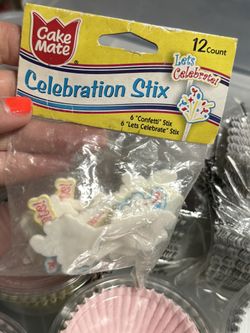 Cake
Mate
12 Count
Lets
Celebrate!
Celebration Stix
6 "Confetti" Stix
6 "Lets Celebrate" Stix